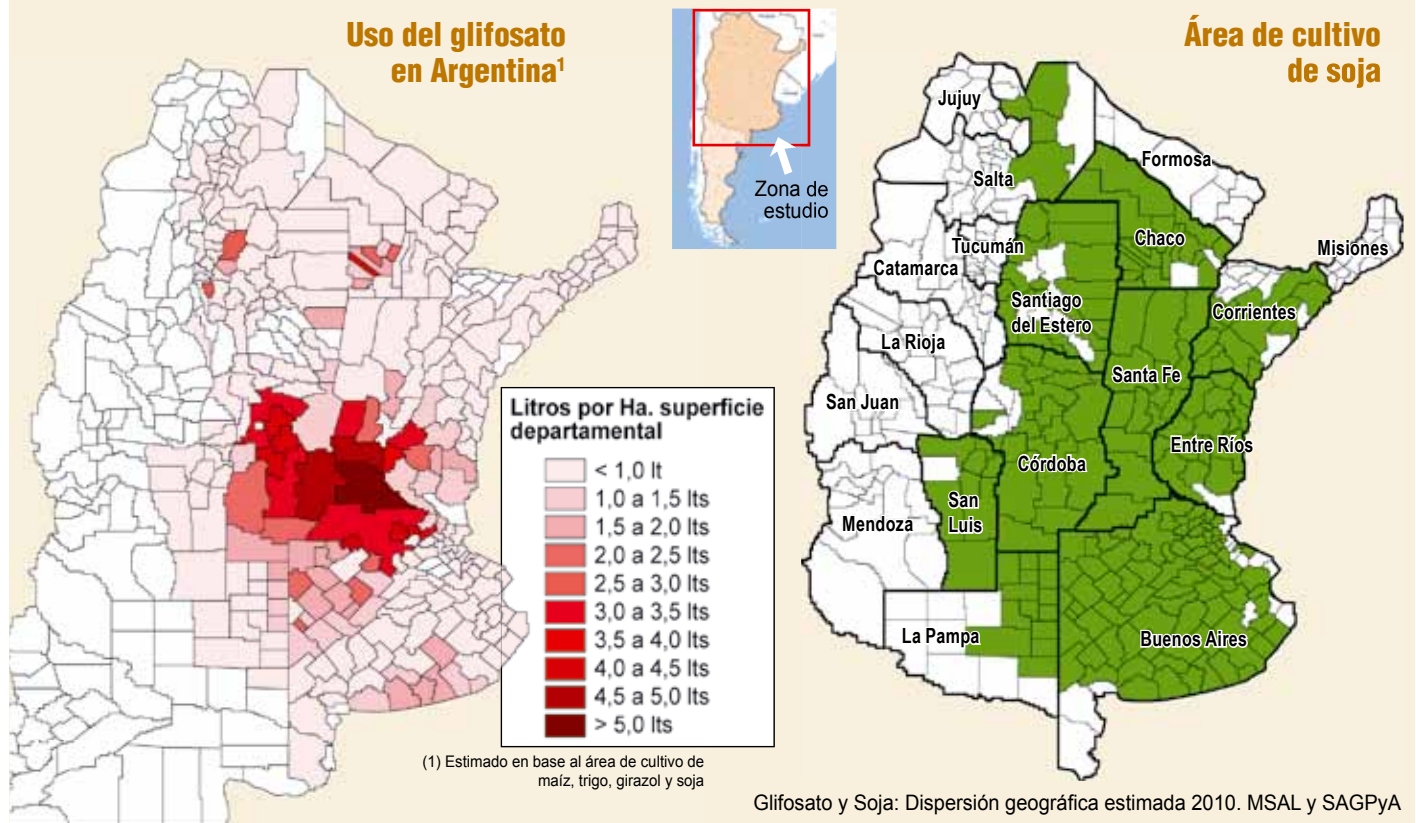 Uso del glifosato
en Argentina¹
Zona de
estudio
Área de cultivo
de soja
Jujuy
Formosa
Salta
Chaco
Misiones
Tucumán
Catamarca
Santiago
del Estero
Corrientes
La Rioja
Santa Fe
San Juan
Entre Ríos
Córdoba
San
Luis
Mendoza
La Pampa
Buenos Aires
Litros por Ha. superficie
departamental
< 1,0 lt
1,0 a 1,5 lts
1,5 a 2,0 lts
2,0 a 2,5 lts
2,5 a 3,0 lts
3,0 a 3,5 lts
3,5 a 4,0 lts
4,0 a 4,5 lts
4,5 a 5,0 lts
> 5,0 lts
(1) Estimado en base al área de cultivo de
maíz, trigo, girazol y soja
Glifosato y Soja: Dispersión geográfica estimada 2010. MSAL y SAGPyA